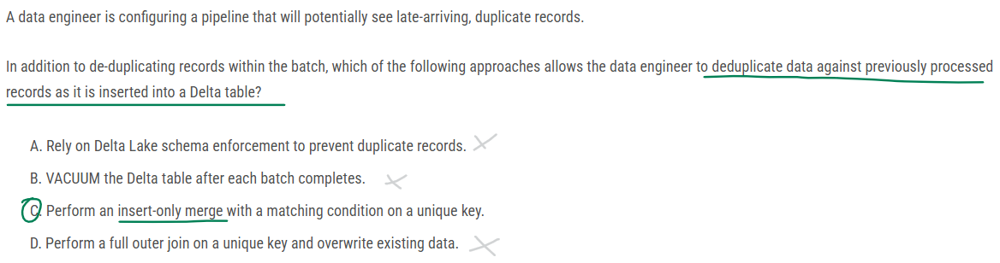 A data engineer is configuring a pipeline that will potentially see late-arriving, duplicate records.
In addition to de-duplicating records within the batch, which of the following approaches allows the data engineer to deduplicate data against previously processed
records as it is inserted into a Delta table?
A. Rely on Delta Lake schema enforcement to prevent duplicate records.
B. VACUUM the Delta table after each batch completes.
C. Perform an insert-only merge with a matching condition on a unique key.
D. Perform a full outer join on a unique key and overwrite existing data.